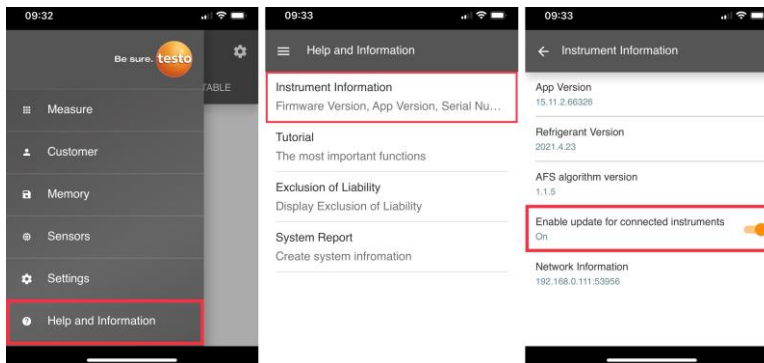 09:32
Be sure. testo
TABLE
Measure
Customer
Memory
Sensors
Settings
Help and Information
09:33
Help and Information
Instrument Information
Firmware Version, App Version, Serial Nu...
Tutorial
The most important functions
Exclusion of Liability
Display Exclusion of Liability
System Report
Create system infromation
09:33
Instrument Information
App Version
15.11.2.66326
Refrigerant Version
2021.4.23
AFS algorithm version
1.1.5
Enable update for connected instruments
On
Network Information
192.168.0.111:53956